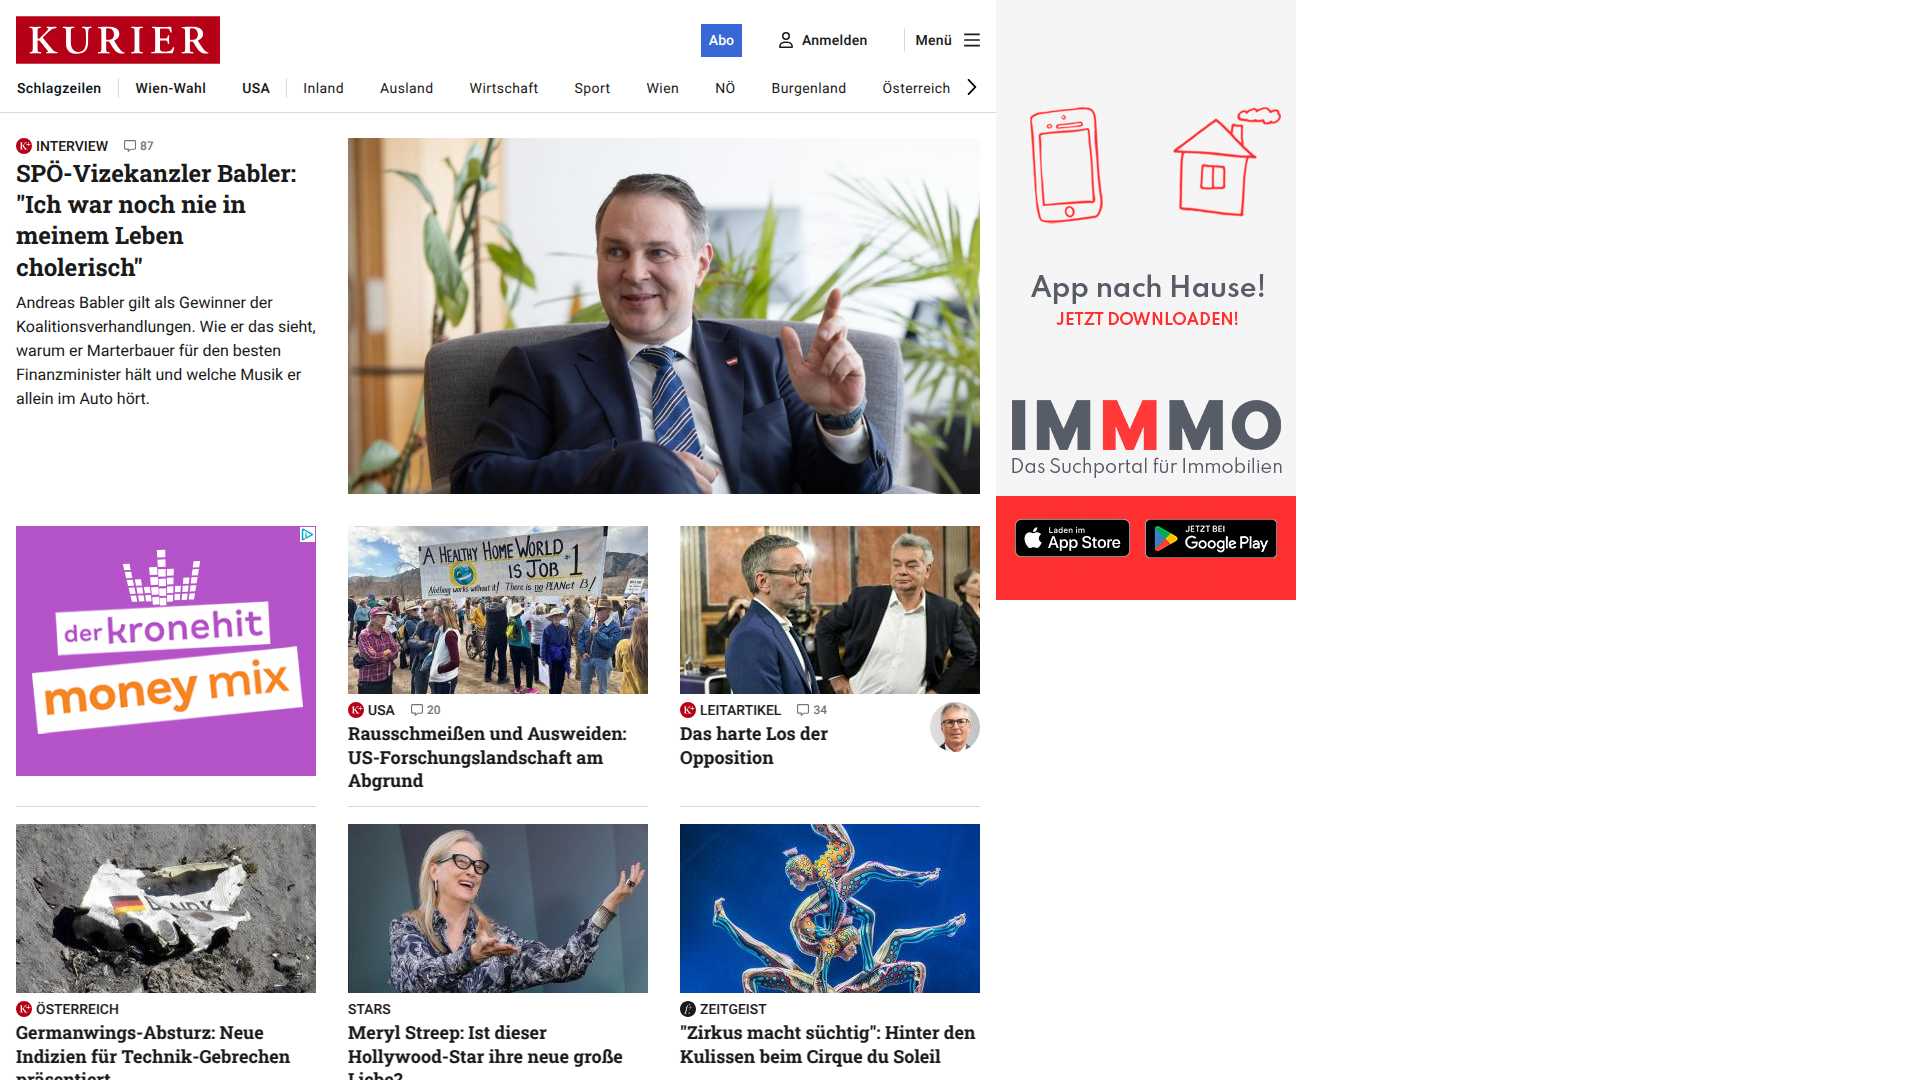 KURIER
Abo
Anmelden
Menü
Schlagzeilen
Wien-Wahl
USA
Inland
Ausland
Wirtschaft
Sport
Wien
NÖ
Burgenland
Österreich
INTERVIEW 87
SPÖ-Vizekanzler Babler:
"Ich war noch nie in
meinem Leben
cholerisch"
Andreas Babler gilt als Gewinner der
Koalitionsverhandlungen. Wie er das sieht,
warum er Marterbauer für den besten
Finanzminister hält und welche Musik er
allein im Auto hört.
App nach Hause!
JETZT DOWNLOADEN!
IMMMO
Das Suchportal für Immobilien
Laden im
App Store
JETZT BEI
Google Play
der kronehit
money mix
"A HEALTHY HOME WORLD
IS JOB #1
Nothing works without it! There is no PLANet B!
K+ USA 20
Rausschmeißen und Ausweiden:
US-Forschungslandschaft am
Abgrund
K+ LEITARTIKEL 34
Das harte Los der
Opposition
K+ ÖSTERREICH
Germanwings-Absturz: Neue
Indizien für Technik-Gebrechen
präsentiert
STARS
Meryl Streep: Ist dieser
Hollywood-Star ihre neue große
Liebe?
ZEITGEIST
"Zirkus macht süchtig": Hinter den
Kulissen beim Cirque du Soleil